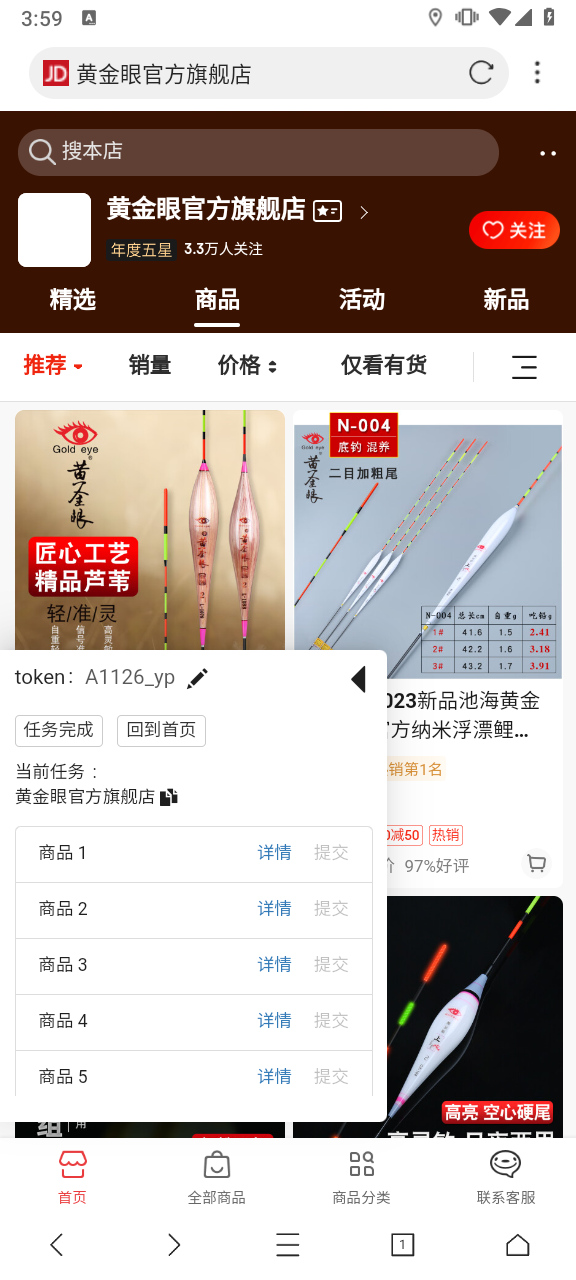 3:59
黄金眼官方旗舰店
搜本店
黄金眼官方旗舰店
年度五星 3.3万人关注
关注
精选 商品 活动 新品
推荐 销量 价格 仅看有货
Gold eye
黄金眼
匠心工艺
精品芦苇
轻/准/灵
N-004
底钓 混养
二目加粗尾
Gold eye
黄金眼
N-004 总长cm 自重g 吃铅g
1# 41.6 1.5 2.41
2# 42.2 1.6 3.18
3# 43.2 1.7 3.91
token: A1126_yp
任务完成 回到首页
当前任务：
黄金眼官方旗舰店
商品 1 详情 提交
商品 2 详情 提交
商品 3 详情 提交
商品 4 详情 提交
商品 5 详情 提交
023新品池海黄金
官方纳米浮漂鲤…
热销第1名
0减50 热销
价 97%好评
高亮 空心硬尾
组 用
首页 全部商品 商品分类 联系客服
1